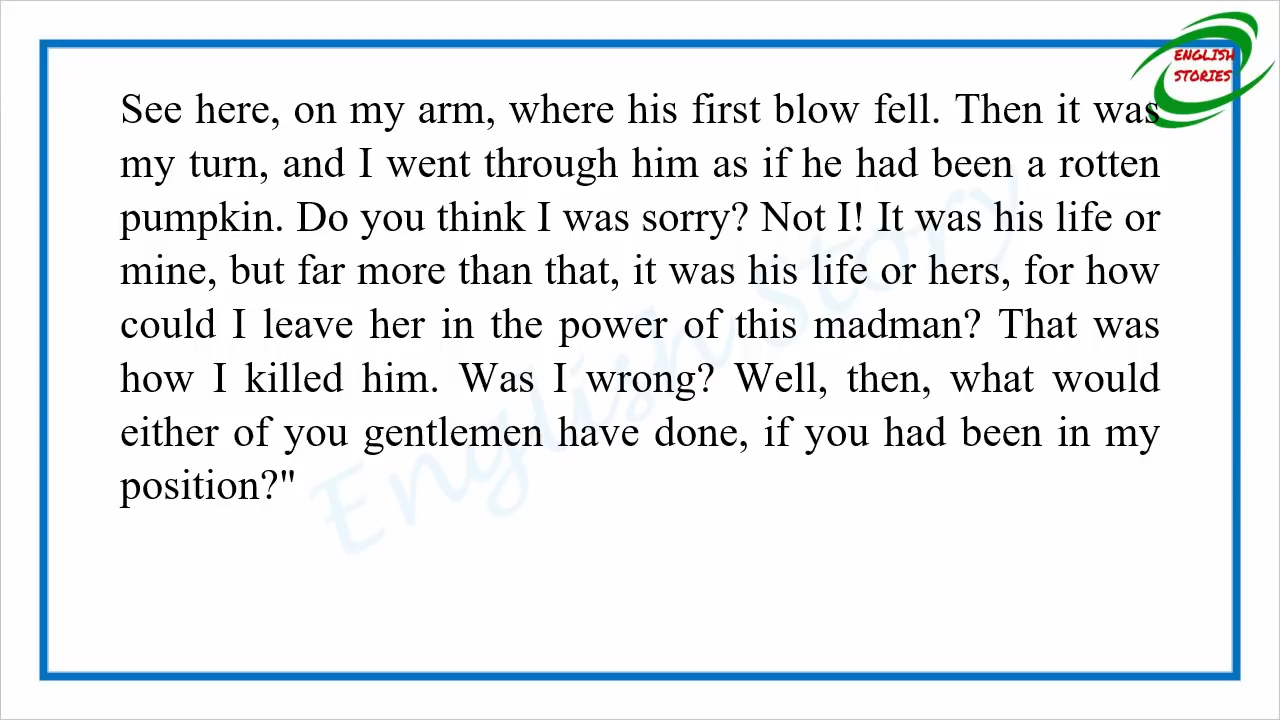 ENGLISH
STORIES
See here, on my arm, where his first blow fell. Then it was
my turn, and I went through him as if he had been a rotten
pumpkin. Do you think I was sorry? Not I! It was his life or
mine, but far more than that, it was his life or hers, for how
could I leave her in the power of this madman? That was
how I killed him. Was I wrong? Well, then, what would
either of you gentlemen have done, if you had been in my
position?"
English Story